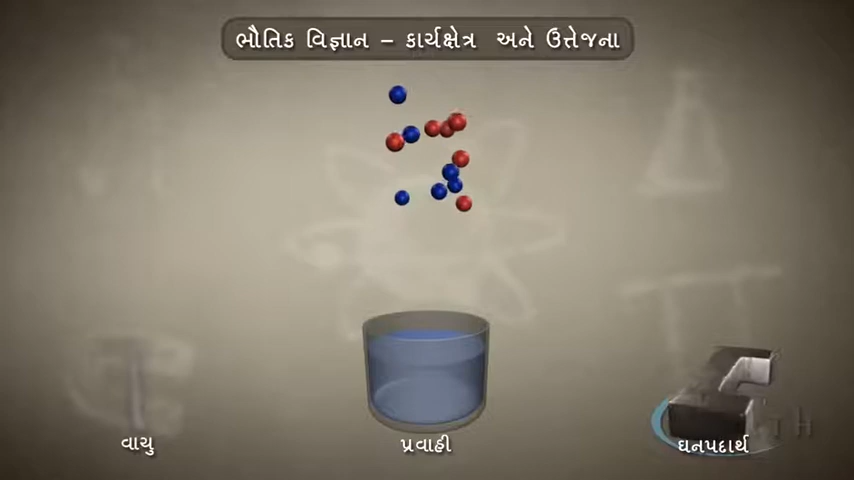 ભૌતિક વિજ્ઞાન – કાર્યક્ષેત્ર અને ઉત્તેજના
વાયુ
પ્રવાહી
ઘનપદાર્થ